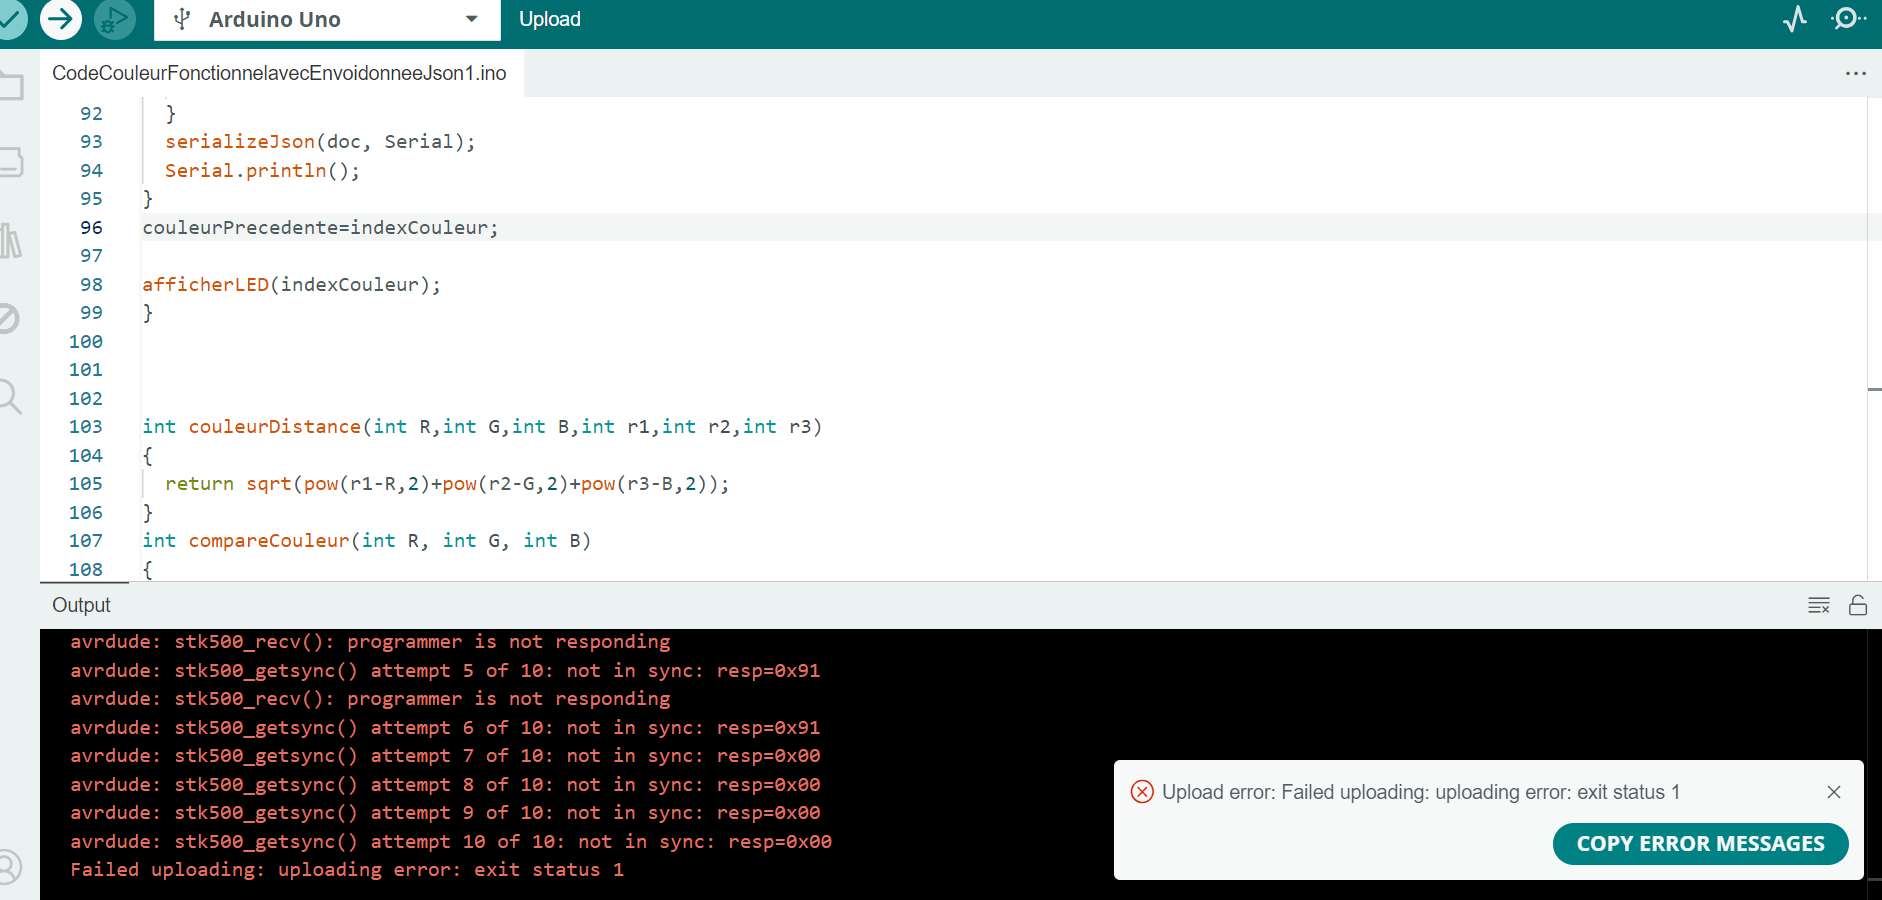 Arduino Uno
Upload
CodeCouleurFonctionnelavecEnvoidonneeJson1.ino
92 }
93 serializeJson(doc, Serial);
94 Serial.println();
95 }
96 couleurPrecedente=indexCouleur;
97
98 afficherLED(indexCouleur);
99 }
100
101
102
103 int couleurDistance(int R,int G,int B,int r1,int r2,int r3)
104 {
105 return sqrt(pow(r1-R,2)+pow(r2-G,2)+pow(r3-B,2));
106 }
107 int compareCouleur(int R, int G, int B)
108 {
Output
avrdude: stk500_recv(): programmer is not responding
avrdude: stk500_getsync() attempt 5 of 10: not in sync: resp=0x91
avrdude: stk500_recv(): programmer is not responding
avrdude: stk500_getsync() attempt 6 of 10: not in sync: resp=0x91
avrdude: stk500_getsync() attempt 7 of 10: not in sync: resp=0x00
avrdude: stk500_getsync() attempt 8 of 10: not in sync: resp=0x00
avrdude: stk500_getsync() attempt 9 of 10: not in sync: resp=0x00
avrdude: stk500_getsync() attempt 10 of 10: not in sync: resp=0x00
Failed uploading: uploading error: exit status 1
Upload error: Failed uploading: uploading error: exit status 1
COPY ERROR MESSAGES